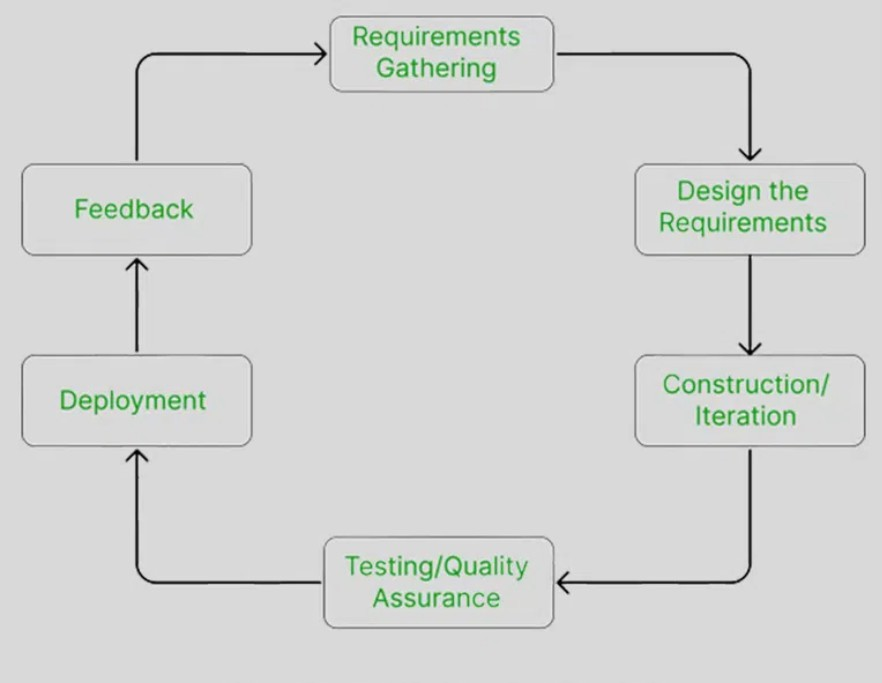 Requirements
Gathering
Design the
Requirements
Construction/
Iteration
Testing/Quality
Assurance
Deployment
Feedback